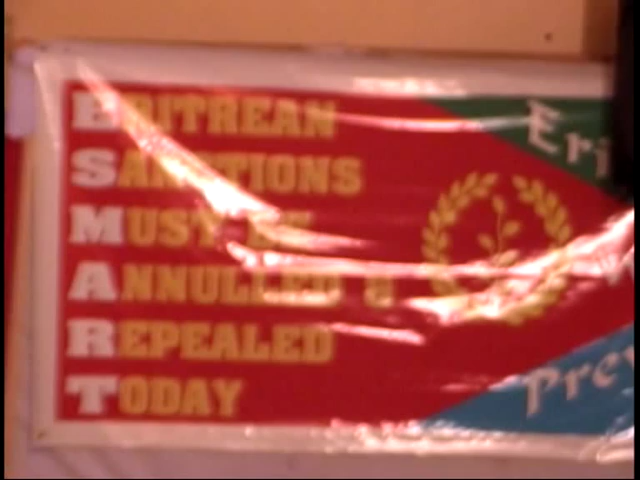 ERITREAN
SANCTIONS
MUST BE
ANNULLED &
REPEALED
TODAY
Eri
Prev